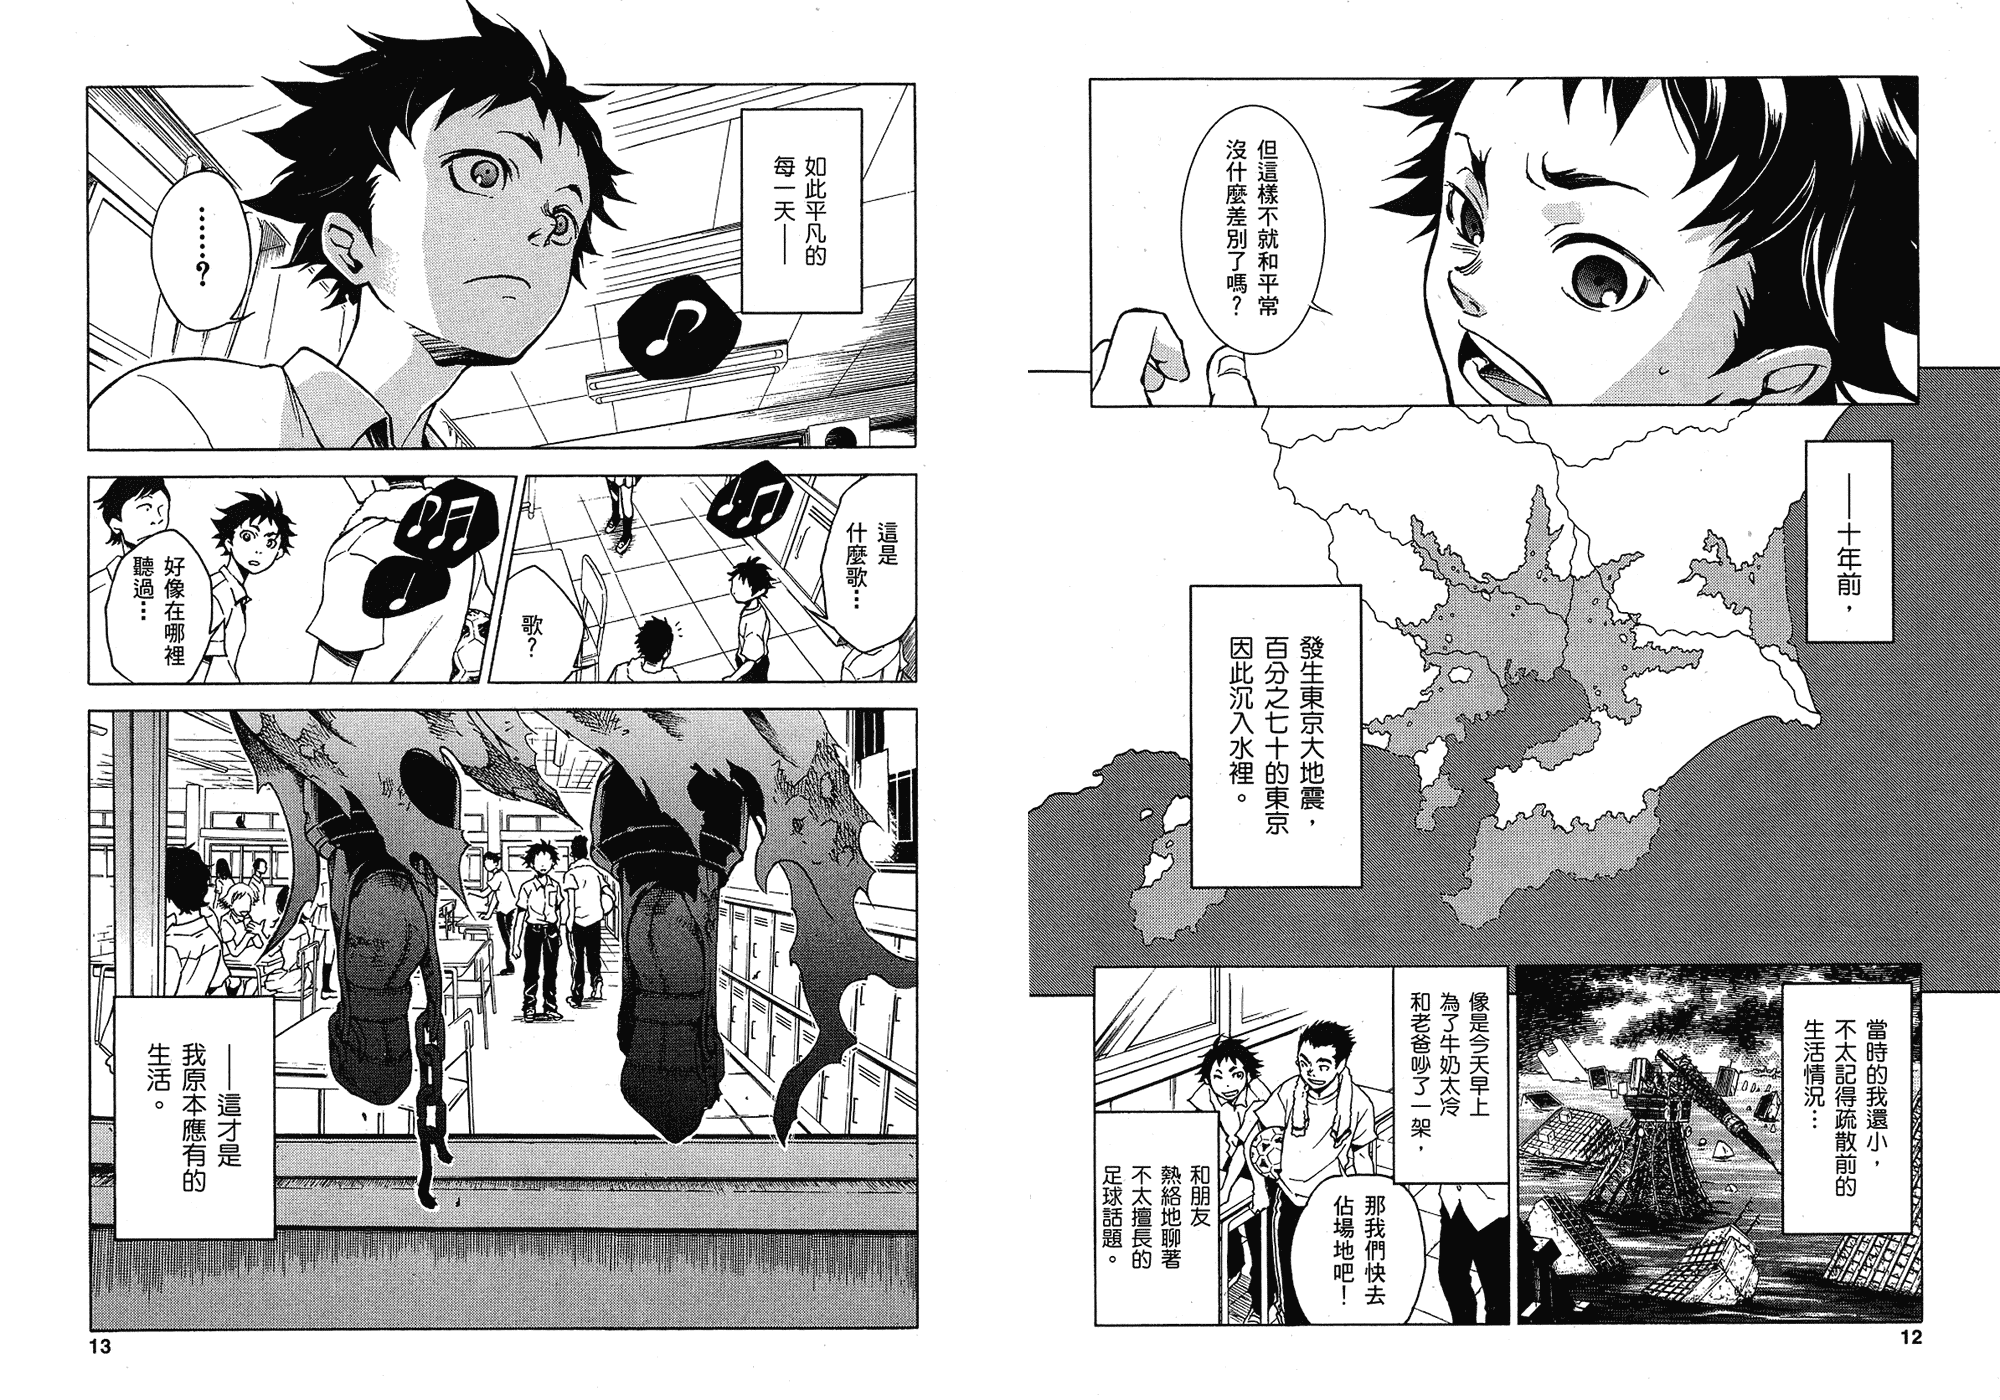 但這樣不就和平常
沒什麼差別了嗎?
——十年前，
發生東京大地震，
百分之七十的東京
因此沉入水裡。
當時的我還小，
不太記得疏散前的
生活情況…
像是今天早上
為了牛奶太冷
和老爸吵了一架，
那我們快去
佔場地吧！
和朋友
熱絡地聊著
不太擅長的
足球話題。
12
如此平凡的
每一天——
……?
這是
什麼歌…
歌?
好像在哪裡
聽過…
——這才是
我原本應有的
生活。
13